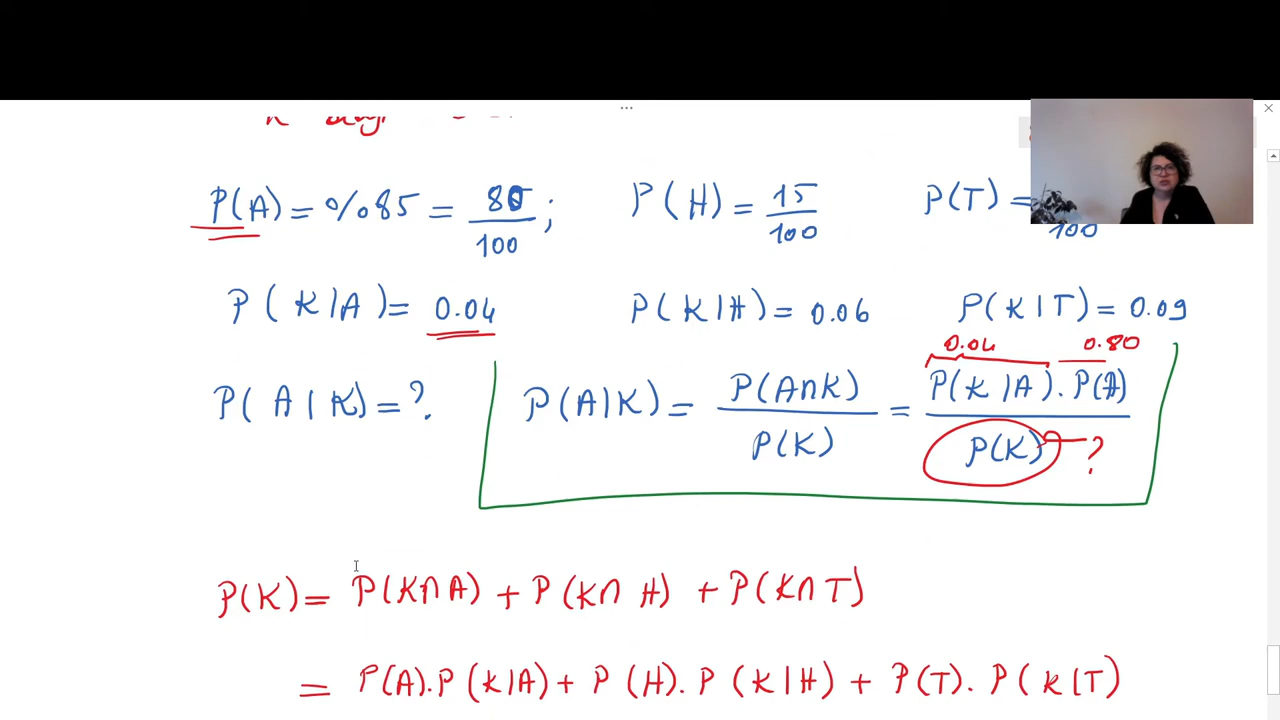 P(A) = %85 = 80/100 ; P(H) = 15/100 P(T) = /100
P(K|A) = 0.04 P(K|H) = 0.06 P(K|T) = 0.09
0.04 0.80
P(A|K) = ?. P(A|K) = P(A∩K)/P(K) = P(K|A).P(A)/P(K) ?
P(K) = P(K∩A) + P(K∩H) + P(K∩T)
= P(A).P(K|A) + P(H).P(K|H) + P(T).P(K|T)